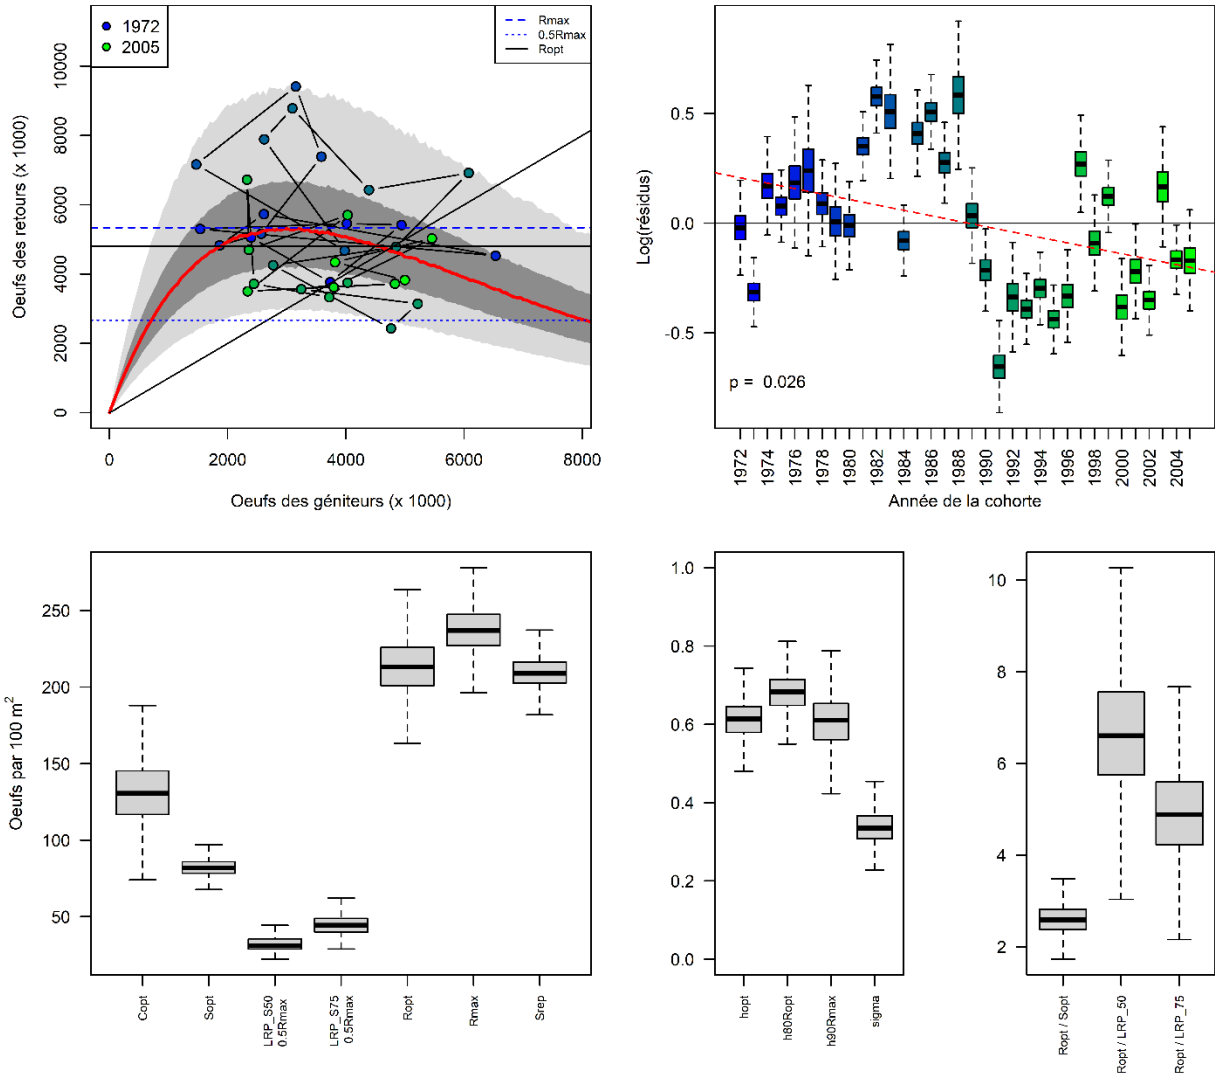 1972
2005
Rmax
0.5Rmax
Ropt
Oeufs des retours (x 1000)
10000
8000
6000
4000
2000
0
0 2000 4000 6000 8000
Oeufs des géniteurs (x 1000)
Log(résidus)
0.5
0.0
-0.5
p = 0.026
1972 1974 1976 1978 1980 1982 1984 1986 1988 1990 1992 1994 1996 1998 2000 2002 2004
Année de la cohorte
Oeufs par 100 m²
250
200
150
100
50
Copt
Sopt
LRP_S50
0.5Rmax
LRP_S75
0.5Rmax
Ropt
Rmax
Srep
1.0
0.8
0.6
0.4
0.2
0.0
hopt
h80Ropt
h90Rmax
sigma
10
8
6
4
2
Ropt / Sopt
Ropt / LRP_50
Ropt / LRP_75